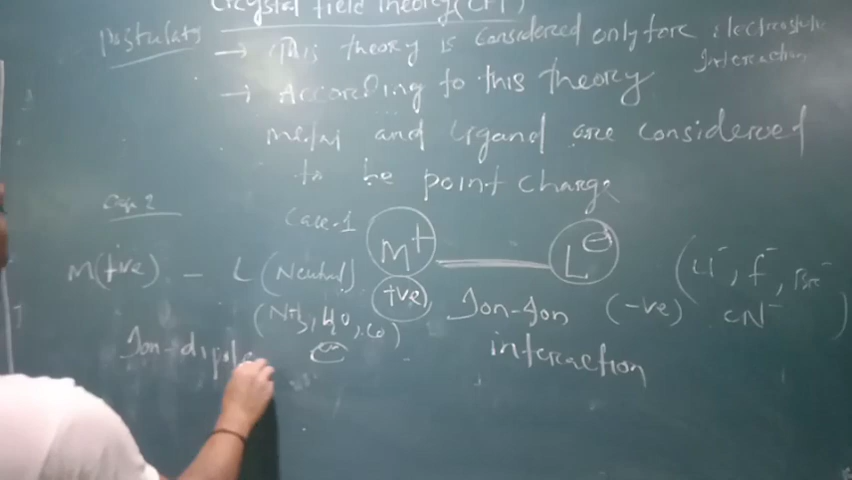 Crystal field Theory (CFT)
Postulates → This theory is considered only fore electrostatic
Interaction
→ According to this theory
metal and ligand are considered
to be point charge
Case 2
M(+ve) – L (Neutral)
(NH3, H2O, CO)
Ion-dipole
Case-1
M+ L⊖ (Cl-, F-, Br-
CN-)
+ve Ion-Ion (-ve)
interaction